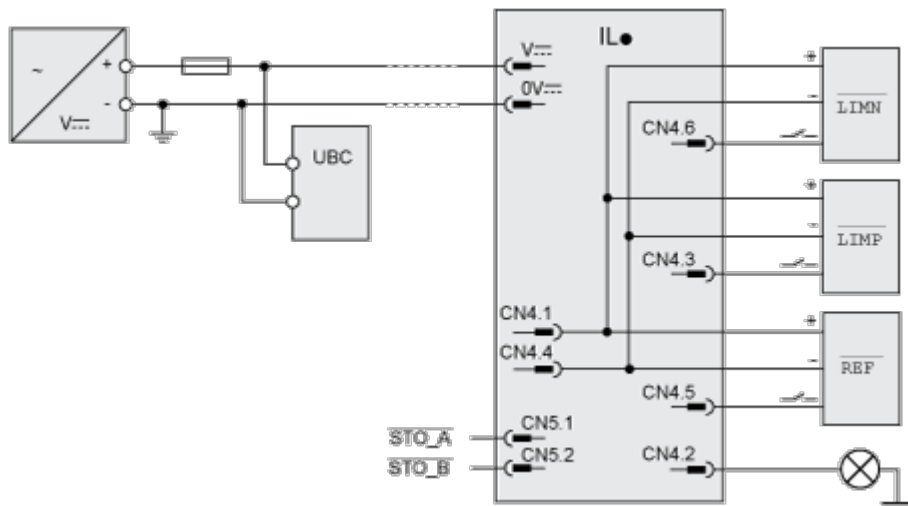 IL●
V⎓
0V⎓
+
-
~
V⎓
UBC
CN4.6
+
-
LIMN
CN4.3
+
-
LIMP
CN4.1
CN4.4
CN4.5
+
-
REF
STO_A
CN5.1
STO_B
CN5.2
CN4.2